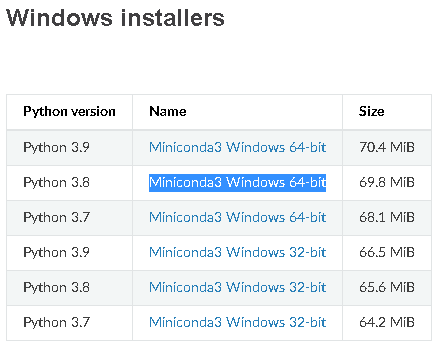 Windows installers
Python version Name Size
Python 3.9 Miniconda3 Windows 64-bit 70.4 MiB
Python 3.8 Miniconda3 Windows 64-bit 69.8 MiB
Python 3.7 Miniconda3 Windows 64-bit 68.1 MiB
Python 3.9 Miniconda3 Windows 32-bit 66.5 MiB
Python 3.8 Miniconda3 Windows 32-bit 65.6 MiB
Python 3.7 Miniconda3 Windows 32-bit 64.2 MiB